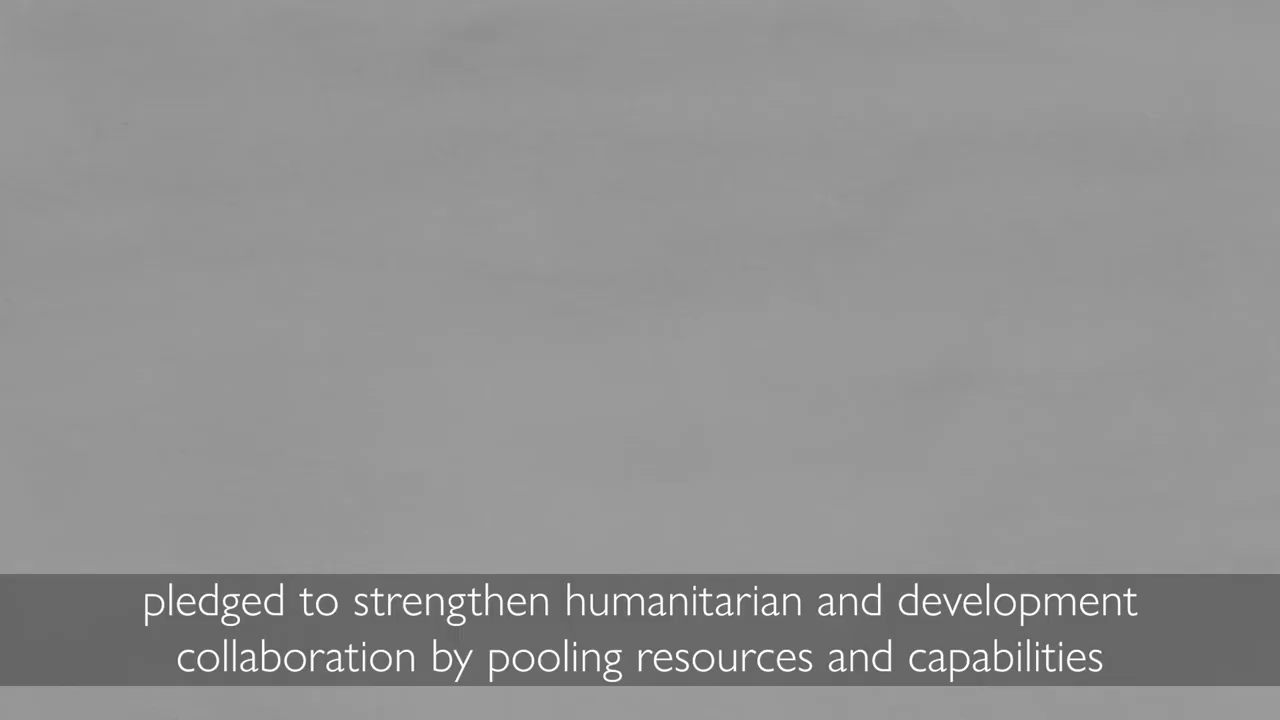 pledged to strengthen humanitarian and development
collaboration by pooling resources and capabilities